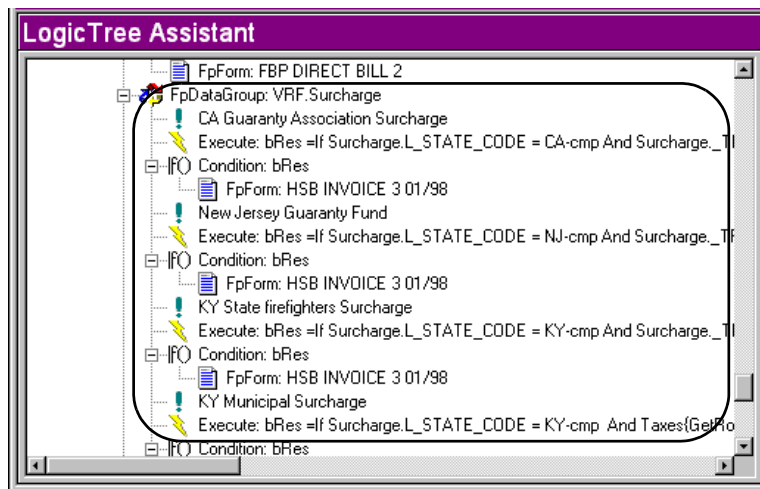 LogicTree Assistant
FpForm: FBP DIRECT BILL 2
FpDataGroup: VRF.Surcharge
CA Guaranty Association Surcharge
Execute: bRes =If Surcharge.L_STATE_CODE = CA-cmp And Surcharge._
If() Condition: bRes
FpForm: HSB INVOICE 3 01/98
New Jersey Guaranty Fund
Execute: bRes =If Surcharge.L_STATE_CODE = NJ-cmp And Surcharge._
If() Condition: bRes
FpForm: HSB INVOICE 3 01/98
KY State firefighters Surcharge
Execute: bRes =If Surcharge.L_STATE_CODE = KY-cmp And Surcharge._
If() Condition: bRes
FpForm: HSB INVOICE 3 01/98
KY Municipal Surcharge
Execute: bRes =If Surcharge.L_STATE_CODE = KY-cmp And Taxes{GetRo
If() Condition: bRes